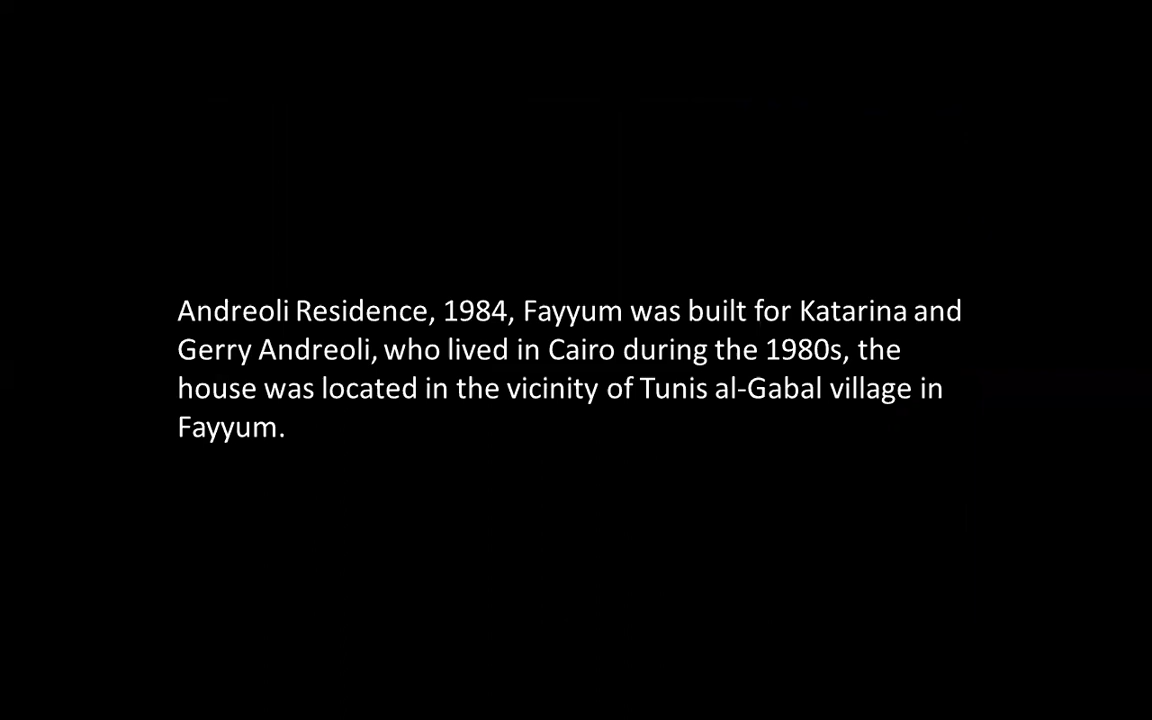 Andreoli Residence, 1984, Fayyum was built for Katarina and
Gerry Andreoli, who lived in Cairo during the 1980s, the
house was located in the vicinity of Tunis al-Gabal village in
Fayyum.